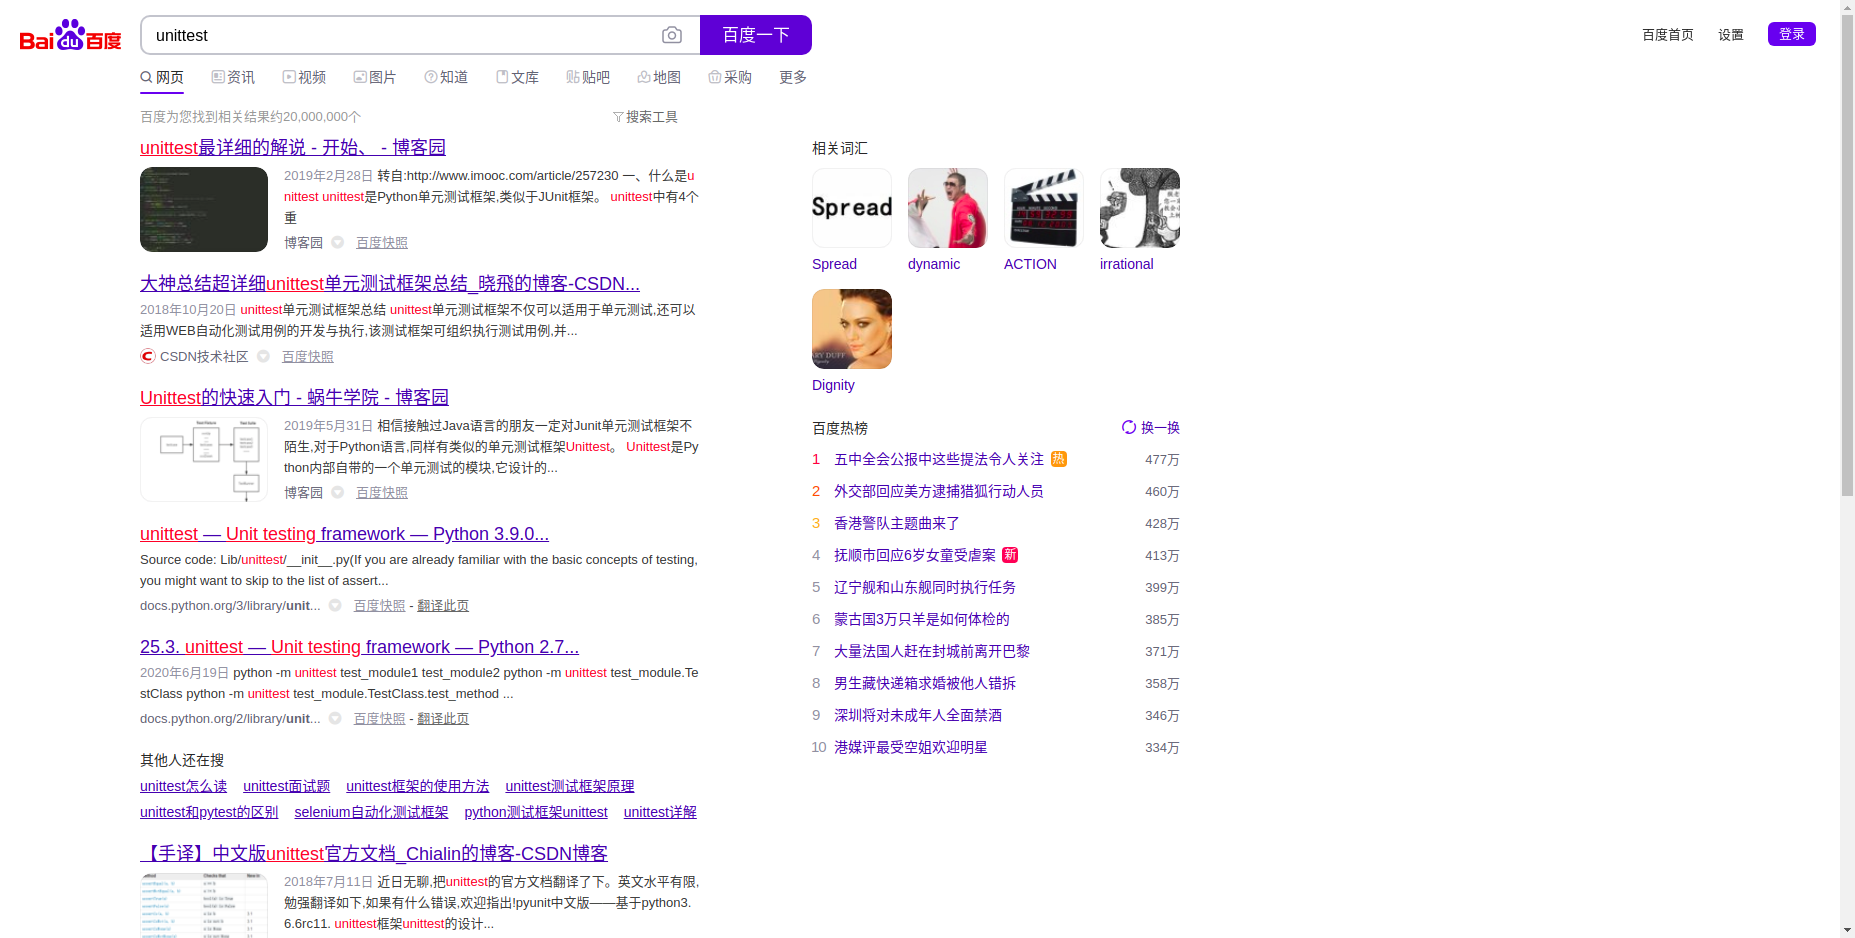 Bai du 百度
unittest
百度一下
百度首页 设置 登录
网页 资讯 视频 图片 知道 文库 贴吧 地图 采购 更多
百度为您找到相关结果约20,000,000个
搜索工具
unittest最详细的解说 - 开始、 - 博客园
2019年2月28日 转自:http://www.imooc.com/article/257230 一、什么是u
nittest unittest是Python单元测试框架,类似于JUnit框架。 unittest中有4个
重
博客园 百度快照
大神总结超详细unittest单元测试框架总结_晓飛的博客-CSDN...
2018年10月20日 unittest单元测试框架总结 unittest单元测试框架不仅可以适用于单元测试,还可以
适用WEB自动化测试用例的开发与执行,该测试框架可组织执行测试用例,并...
CSDN技术社区 百度快照
Unittest的快速入门 - 蜗牛学院 - 博客园
2019年5月31日 相信接触过Java语言的朋友一定对Junit单元测试框架不
陌生,对于Python语言,同样有类似的单元测试框架Unittest。 Unittest是Py
thon内部自带的一个单元测试的模块,它设计的...
博客园 百度快照
unittest — Unit testing framework — Python 3.9.0...
Source code: Lib/unittest/__init__.py(If you are already familiar with the basic concepts of testing,
you might want to skip to the list of assert...
docs.python.org/3/library/unit... 百度快照 - 翻译此页
25.3. unittest — Unit testing framework — Python 2.7...
2020年6月19日 python -m unittest test_module1 test_module2 python -m unittest test_module.Te
stClass python -m unittest test_module.TestClass.test_method ...
docs.python.org/2/library/unit... 百度快照 - 翻译此页
其他人还在搜
unittest怎么读 unittest面试题 unittest框架的使用方法 unittest测试框架原理
unittest和pytest的区别 selenium自动化测试框架 python测试框架unittest unittest详解
【手译】中文版unittest官方文档_Chialin的博客-CSDN博客
2018年7月11日 近日无聊,把unittest的官方文档翻译了下。英文水平有限,
勉强翻译如下,如果有什么错误,欢迎指出!pyunit中文版——基于python3.
6.6rc11. unittest框架unittest的设计...
相关词汇
Spread
Spread dynamic ACTION irrational
Dignity
百度热榜 换一换
1 五中全会公报中这些提法令人关注 热 477万
2 外交部回应美方逮捕猎狐行动人员 460万
3 香港警队主题曲来了 428万
4 抚顺市回应6岁女童受虐案 新 413万
5 辽宁舰和山东舰同时执行任务 399万
6 蒙古国3万只羊是如何体检的 385万
7 大量法国人赶在封城前离开巴黎 371万
8 男生藏快递箱求婚被他人错拆 358万
9 深圳将对未成年人全面禁酒 346万
10 港媒评最受空姐欢迎明星 334万